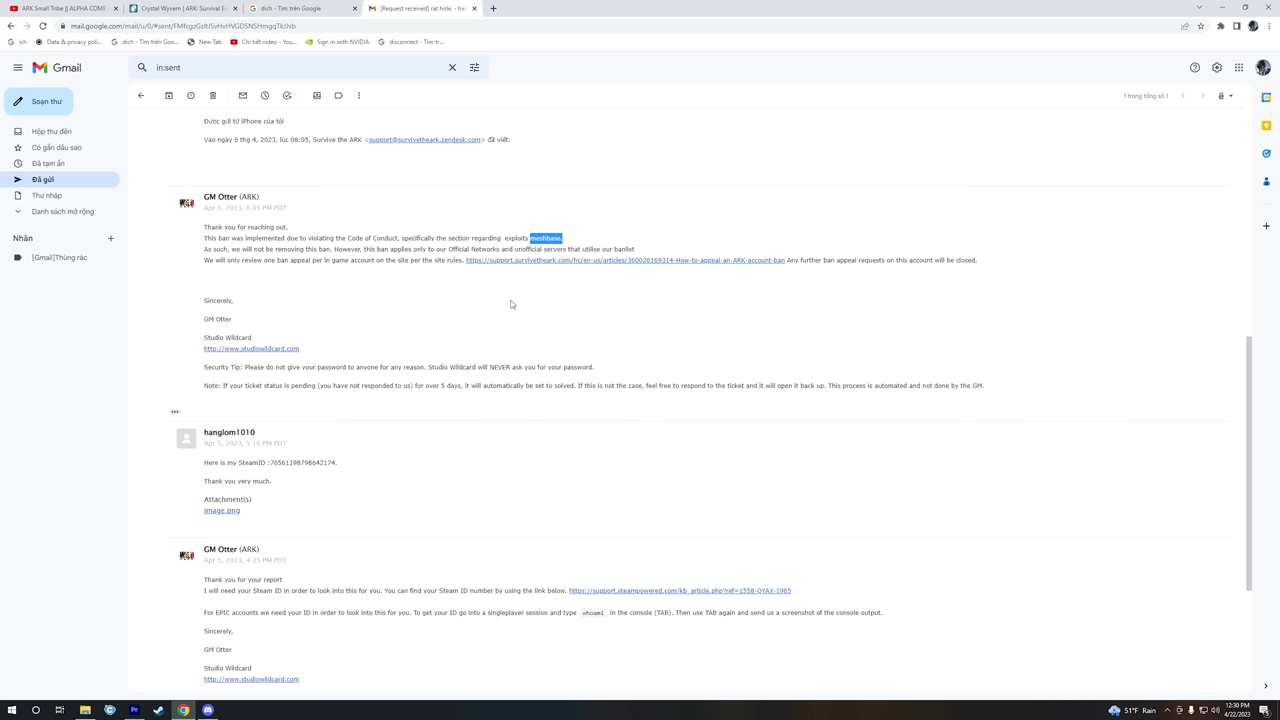 ARK Small Tribe || ALPHA COME
Crystal Wyvern | ARK: Survival E
dich - Tìm trên Google
[Request received] rat hole. - ha
mail.google.com/mail/u/0/#sent/
ich
Data & privacy poli...
dich - Tìm trên Goo...
New Tab
Chi tiết video - You...
Sign in with NVIDIA
disconnect - Tìm tr...
Gmail
in:sent
Soạn thư
1 trong tổng số 1
Hộp thư đến
Có gắn dấu sao
Đã tạm ẩn
Đã gửi
Thư nháp
Danh sách mở rộng
Nhãn
[Gmail]Thùng rác
Được gửi từ iPhone của tôi
Vào ngày 6 thg 4, 2023, lúc 08:05, Survive the ARK <support@survivetheark.zendesk.com> đã viết:
GM Otter (ARK)
Apr 5, 2023, 6:05 PM PDT
Thank you for reaching out.
This ban was implemented due to violating the Code of Conduct, specifically the section regarding exploits meshbase.
As such, we will not be removing this ban. However, this ban applies only to our Official Networks and unofficial servers that utilise our banlist
We will only review one ban appeal per in game account on the site per the site rules. https://support.survivetheark.com/hc/en-us/articles/360026169314-How-to-appeal-an-ARK-account-ban Any further ban appeal requests on this account will be closed.
Sincerely,
GM Otter
Studio Wildcard
http://www.studiowildcard.com
Security Tip: Please do not give your password to anyone for any reason. Studio Wildcard will NEVER ask you for your password.
Note: If your ticket status is pending (you have not responded to us) for over 5 days, it will automatically be set to solved. If this is not the case, feel free to respond to the ticket and it will open it back up. This process is automated and not done by the GM.
hanglom1010
Apr 5, 2023, 5:16 PM PDT
Here is my SteamID :76561198798642174.
Thank you very much.
Attachment(s)
image.png
GM Otter (ARK)
Apr 5, 2023, 4:35 PM PDT
Thank you for your report
I will need your Steam ID in order to look into this for you. You can find your Steam ID number by using the link below. https://support.steampowered.com/kb_article.php?ref=1558-QYAX-1965
For EPIC accounts we need your ID in order to look into this for you. To get your ID go into a singleplayer session and type whoami in the console (TAB). Then use TAB again and send us a screenshot of the console output.
Sincerely,
GM Otter
Studio Wildcard
http://www.studiowildcard.com
51°F Rain
12:30 PM
4/22/2023